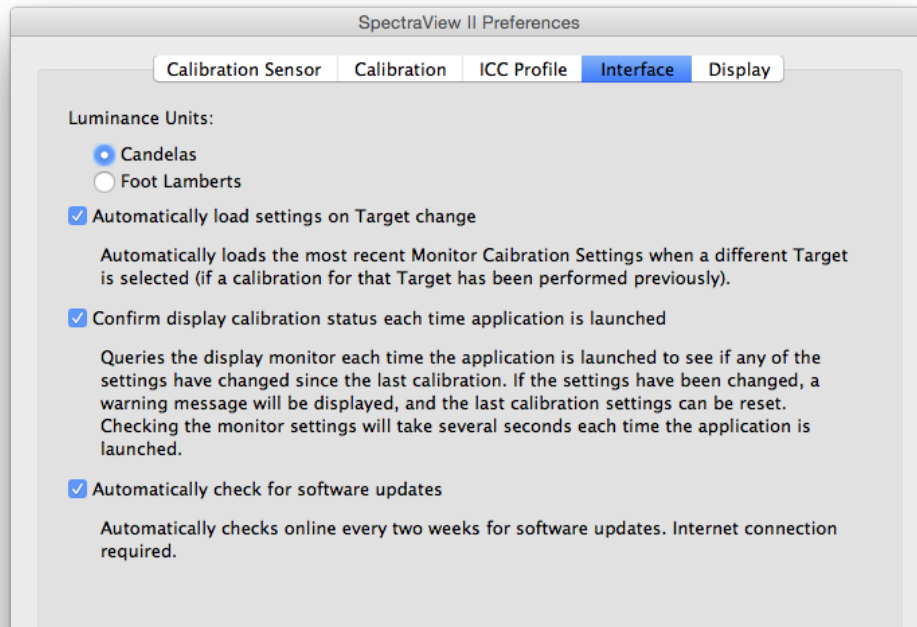 SpectraView II Preferences
Calibration Sensor Calibration ICC Profile Interface Display
Luminance Units:
Candelas
Foot Lamberts
Automatically load settings on Target change
Automatically loads the most recent Monitor Caibration Settings when a different Target
is selected (if a calibration for that Target has been performed previously).
Confirm display calibration status each time application is launched
Queries the display monitor each time the application is launched to see if any of the
settings have changed since the last calibration. If the settings have been changed, a
warning message will be displayed, and the last calibration settings can be reset.
Checking the monitor settings will take several seconds each time the application is
launched.
Automatically check for software updates
Automatically checks online every two weeks for software updates. Internet connection
required.